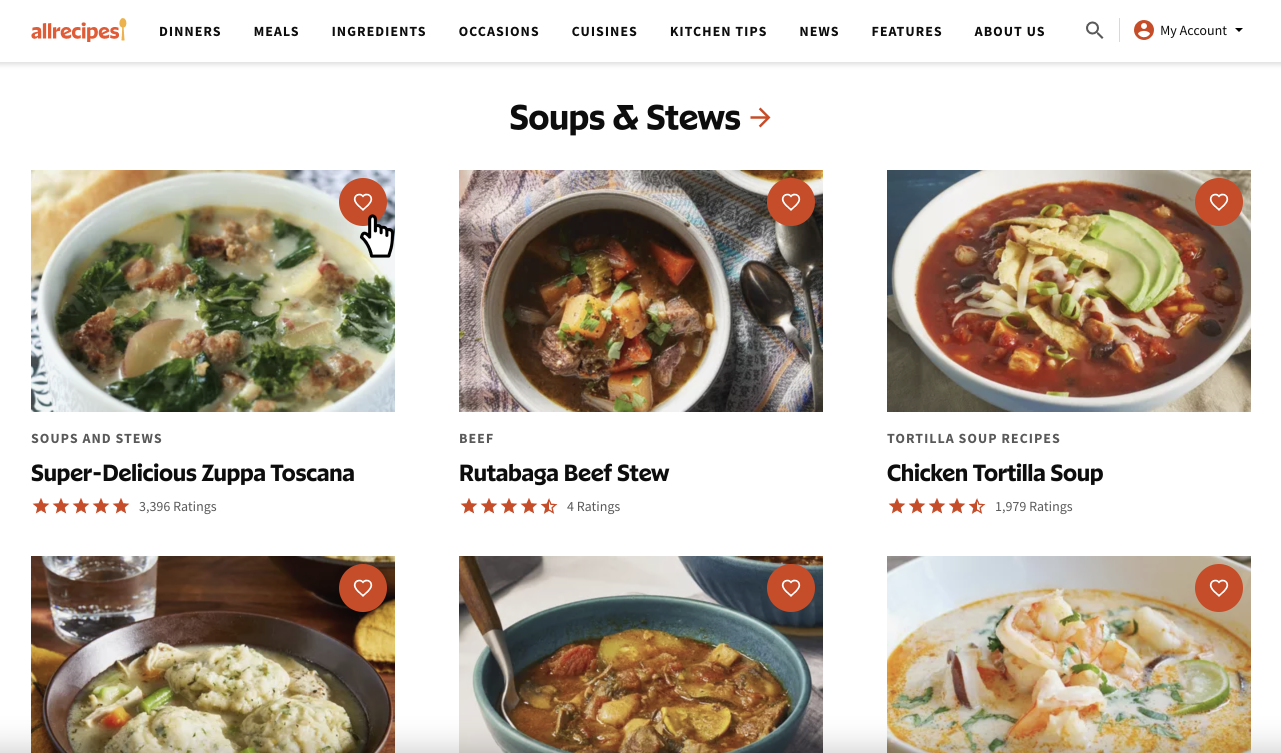 allrecipes
DINNERS MEALS INGREDIENTS OCCASIONS CUISINES KITCHEN TIPS NEWS FEATURES ABOUT US My Account
Soups & Stews
SOUPS AND STEWS
Super-Delicious Zuppa Toscana
3,396 Ratings
BEEF
Rutabaga Beef Stew
4 Ratings
TORTILLA SOUP RECIPES
Chicken Tortilla Soup
1,979 Ratings